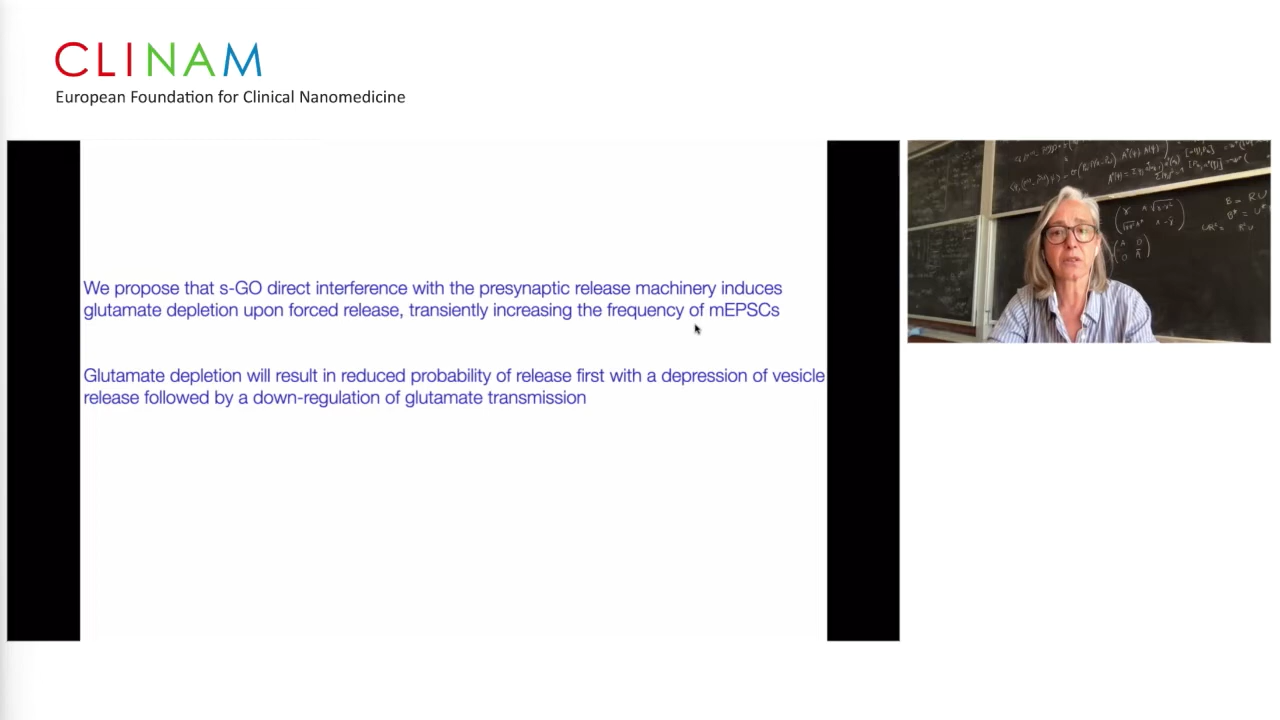 CLINAM
European Foundation for Clinical Nanomedicine
We propose that s-GO direct interference with the presynaptic release machinery induces
glutamate depletion upon forced release, transiently increasing the frequency of mEPSCs
Glutamate depletion will result in reduced probability of release first with a depression of vesicle
release followed by a down-regulation of glutamate transmission